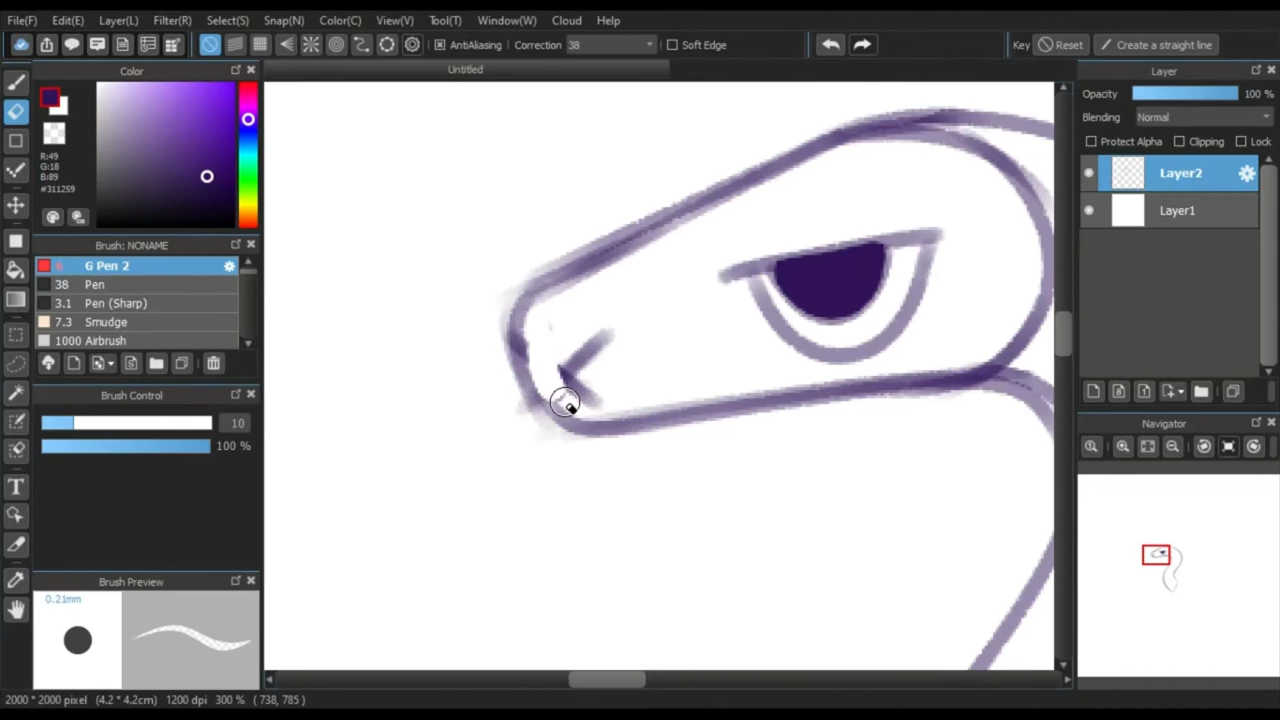 File(F) Edit(E) Layer(L) Filter(R) Select(S) Snap(N) Color(C) View(V) Tool(T) Window(W) Cloud Help
AntiAliasing Correction 38 Soft Edge Key Reset Create a straight line
Color Untitled Layer
Opacity 100 %
Blending Normal
Protect Alpha Clipping Lock
R:49
G:18
B:89
#311259
Layer2
Layer1
Brush: NONAME
6 G Pen 2
38 Pen
3.1 Pen (Sharp)
7.3 Smudge
1000 Airbrush
Brush Control
10
100 %
Navigator
T
Brush Preview
0.21mm
2000 * 2000 pixel (4.2 * 4.2cm) 1200 dpi 300 % ( 738, 785 )